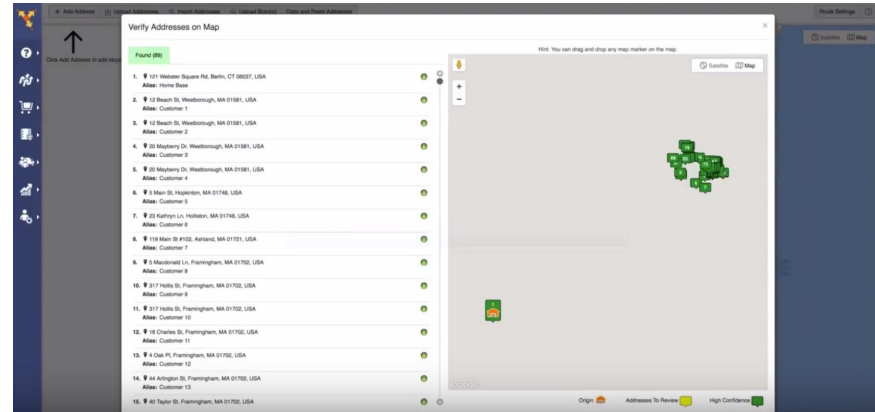 + Add Address
Upload Addresses
Import Addresses
Upload Route(s)
Copy and Paste Addresses
Route Settings
Click Add Address to add stops
Verify Addresses on Map
×
Found (89)
Hint: You can drag and drop any map marker on the map.
Satellite Map
Satellite Map
+
−
1. 121 Webster Square Rd, Berlin, CT 06037, USA
Alias: Home Base
2. 12 Beach St, Westborough, MA 01581, USA
Alias: Customer 1
3. 12 Beach St, Westborough, MA 01581, USA
Alias: Customer 2
4. 20 Mayberry Dr, Westborough, MA 01581, USA
Alias: Customer 3
5. 20 Mayberry Dr, Westborough, MA 01581, USA
Alias: Customer 4
6. 5 Main St, Hopkinton, MA 01748, USA
Alias: Customer 5
7. 23 Kathryn Ln, Holliston, MA 01746, USA
Alias: Customer 6
8. 119 Main St #102, Ashland, MA 01721, USA
Alias: Customer 7
9. 5 Macdonald Ln, Framingham, MA 01702, USA
Alias: Customer 8
10. 317 Hollis St, Framingham, MA 01702, USA
Alias: Customer 9
11. 317 Hollis St, Framingham, MA 01702, USA
Alias: Customer 10
12. 16 Charles St, Framingham, MA 01702, USA
Alias: Customer 11
13. 4 Oak Pl, Framingham, MA 01702, USA
Alias: Customer 12
14. 44 Arlington St, Framingham, MA 01702, USA
Alias: Customer 13
15. 40 Taylor St, Framingham, MA 01702, USA
1
Origin
Addresses To Review
High Confidence